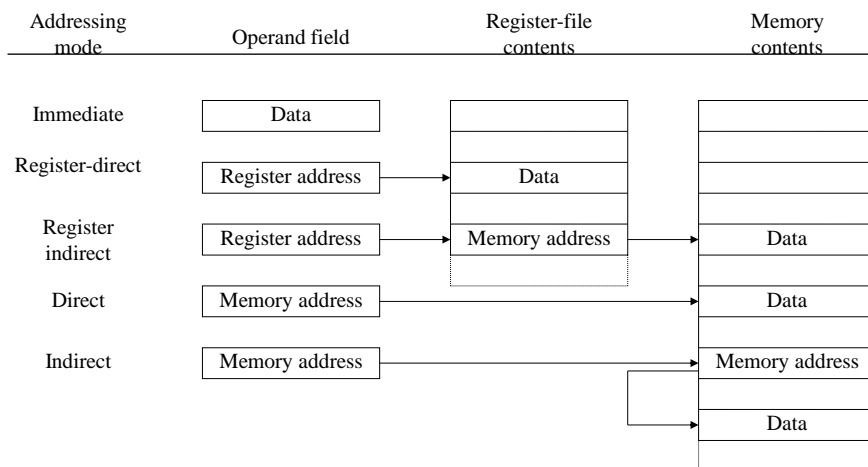 Addressing
mode
Operand field
Register-file
contents
Memory
contents
Immediate
Data
Register-direct
Register address
Data
Register
indirect
Register address
Memory address
Data
Direct
Memory address
Data
Indirect
Memory address
Memory address
Data